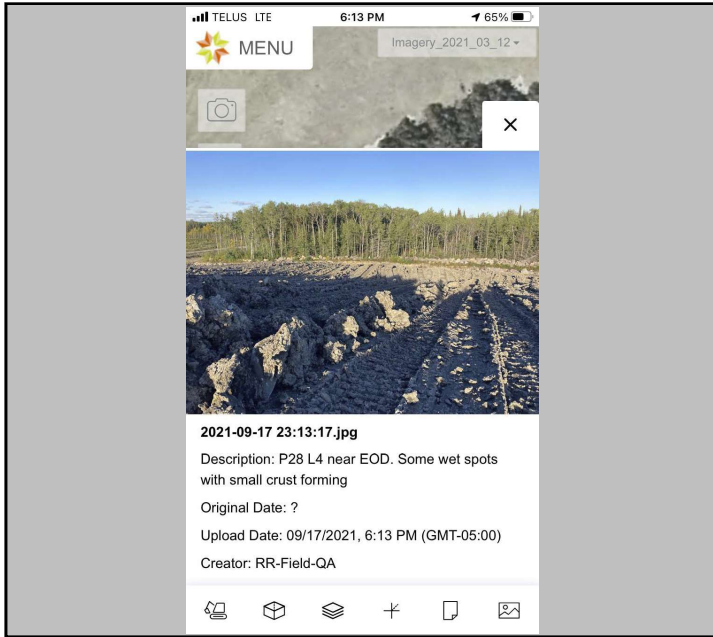 TELUS LTE 6:13 PM 65%
MENU
Imagery_2021_03_12
2021-09-17 23:13:17.jpg
Description: P28 L4 near EOD. Some wet spots
with small crust forming
Original Date: ?
Upload Date: 09/17/2021, 6:13 PM (GMT-05:00)
Creator: RR-Field-QA